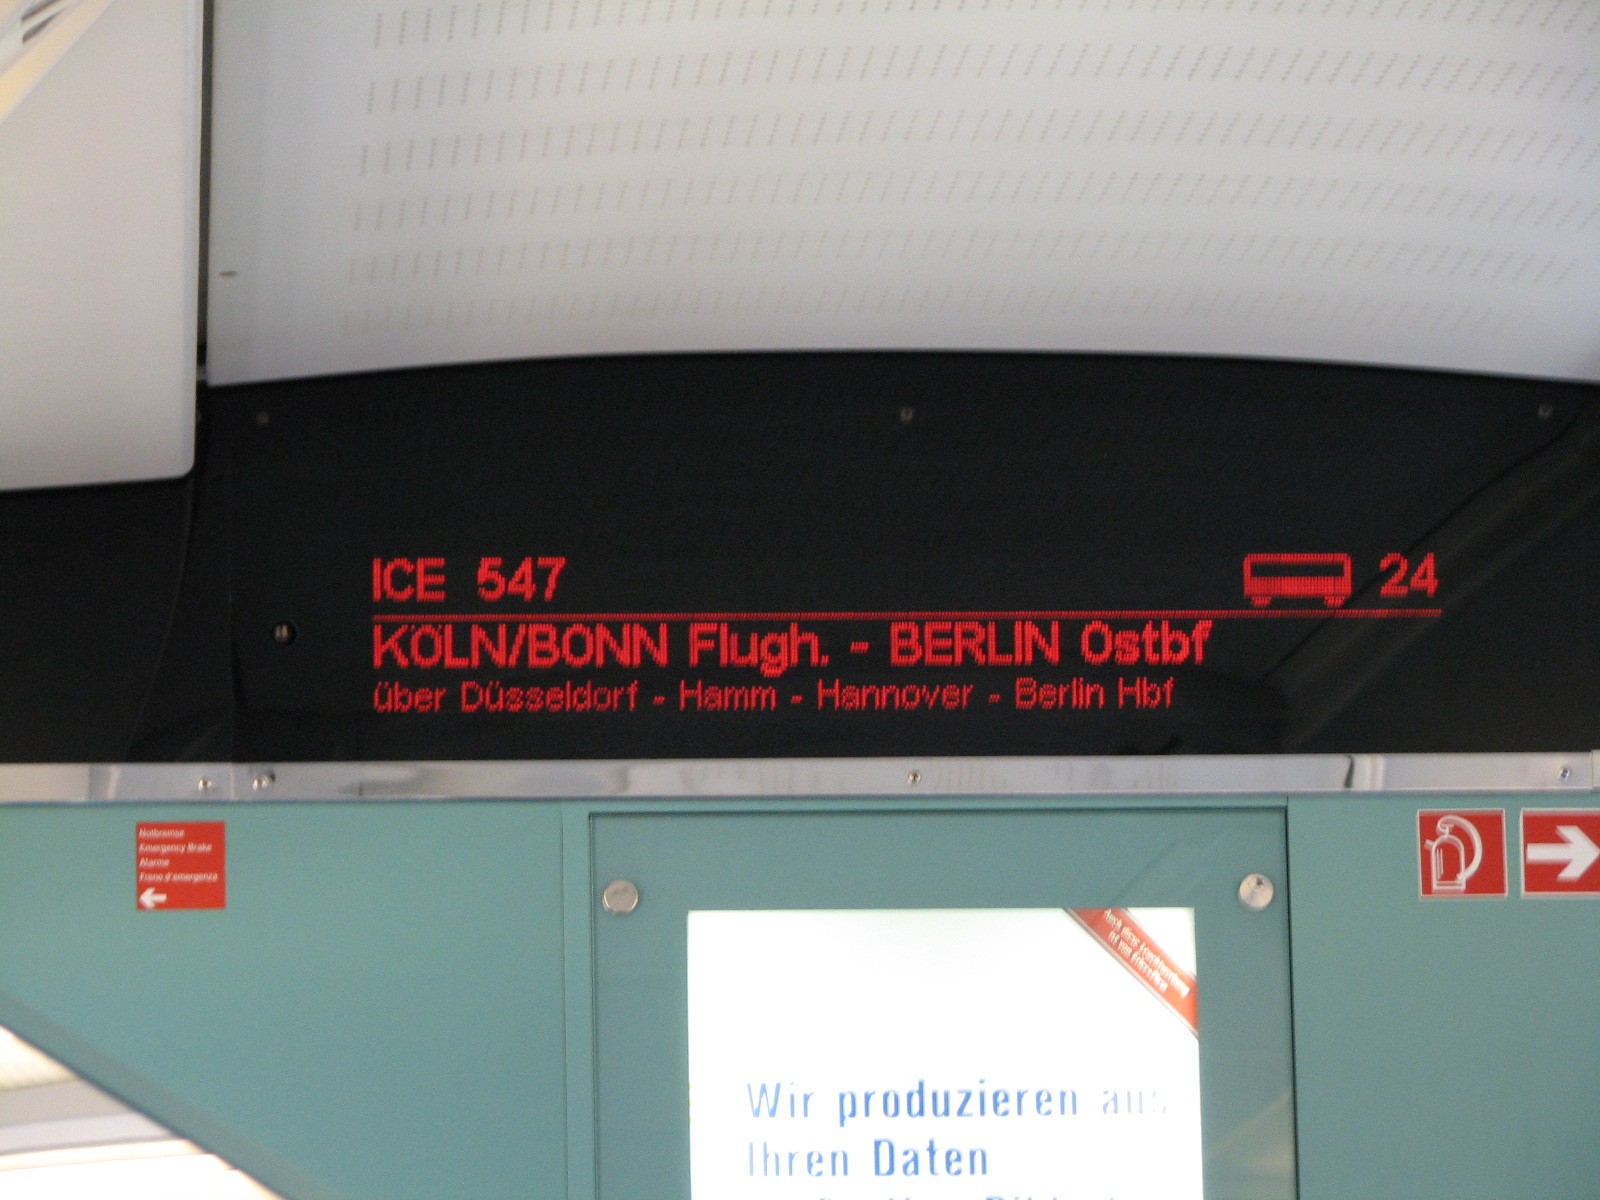 ICE 547 24
KÖLN/BONN Flugh. - BERLIN Ostbf
über Düsseldorf - Hamm - Hannover - Berlin Hbf
Notbremse
Emergency Brake
Alarme
Freno d'emergenza
Wir produzieren aus
Ihren Daten